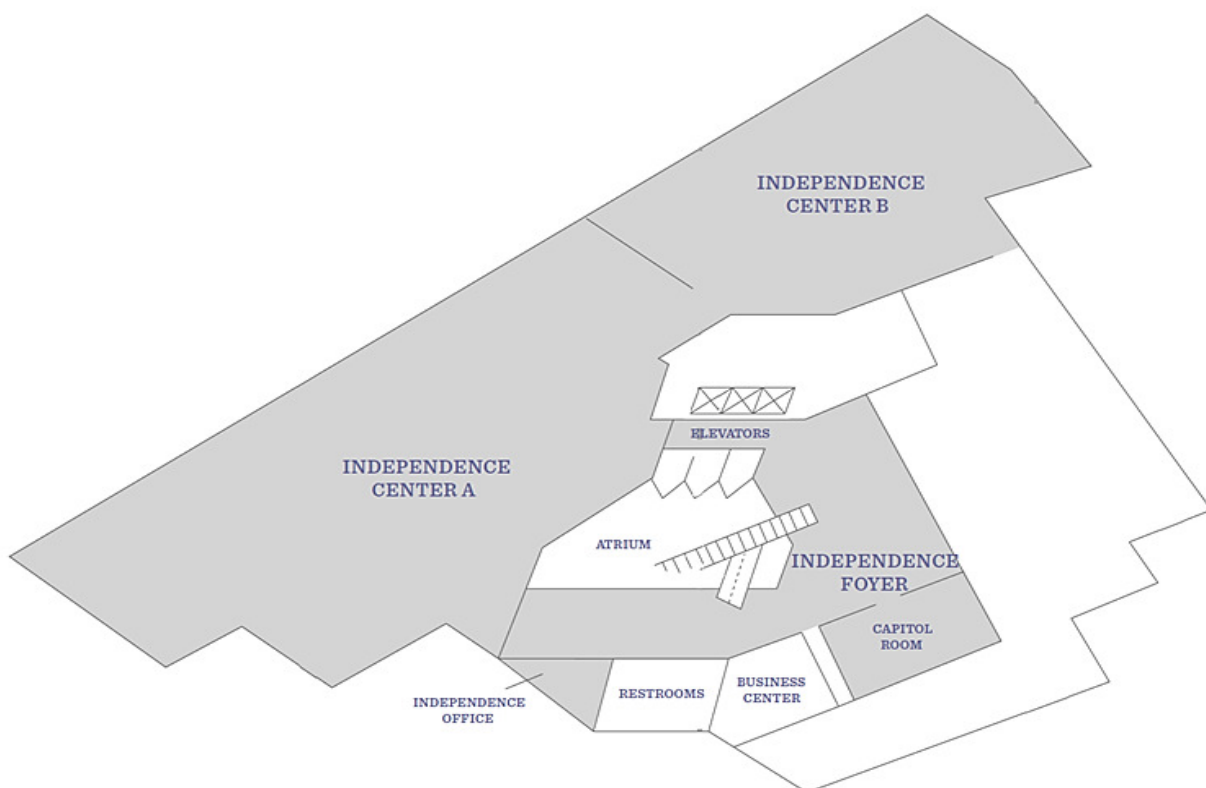 INDEPENDENCE
CENTER B
ELEVATORS
INDEPENDENCE
CENTER A
ATRIUM
INDEPENDENCE
FOYER
CAPITOL
ROOM
RESTROOMS
BUSINESS
CENTER
INDEPENDENCE
OFFICE